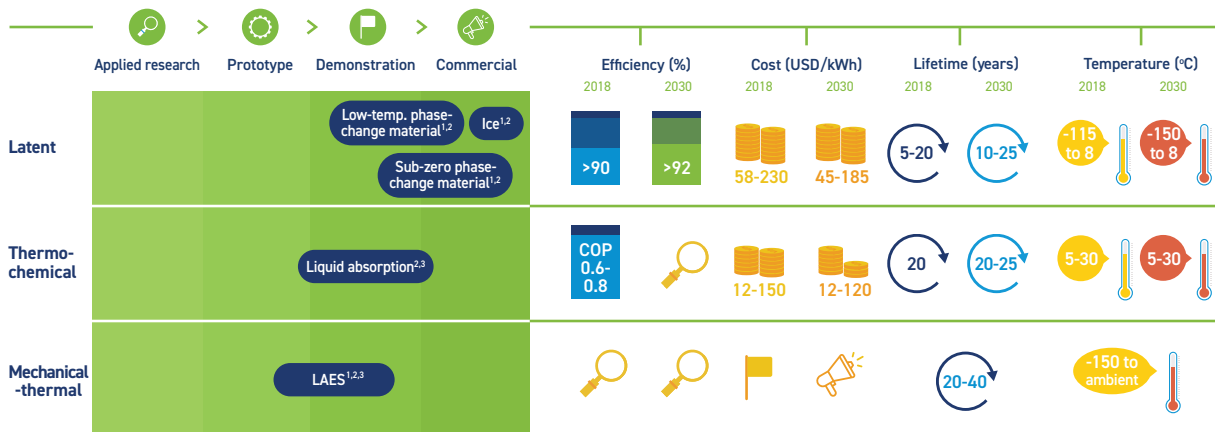 Applied research > Prototype > Demonstration > Commercial
Efficiency (%) Cost (USD/kWh) Lifetime (years) Temperature (ºC)
2018 2030 2018 2030 2018 2030 2018 2030
Latent
Low-temp. phase-
change material1,2
Ice1,2
Sub-zero phase-
change material1,2
>90
>92
58-230
45-185
5-20
10-25
-115
to 8
-150
to 8
Thermo-
chemical
Liquid absorption2,3
COP
0.6-
0.8
12-150
12-120
20
20-25
5-30
5-30
Mechanical
-thermal
LAES1,2,3
20-40
-150 to
ambient